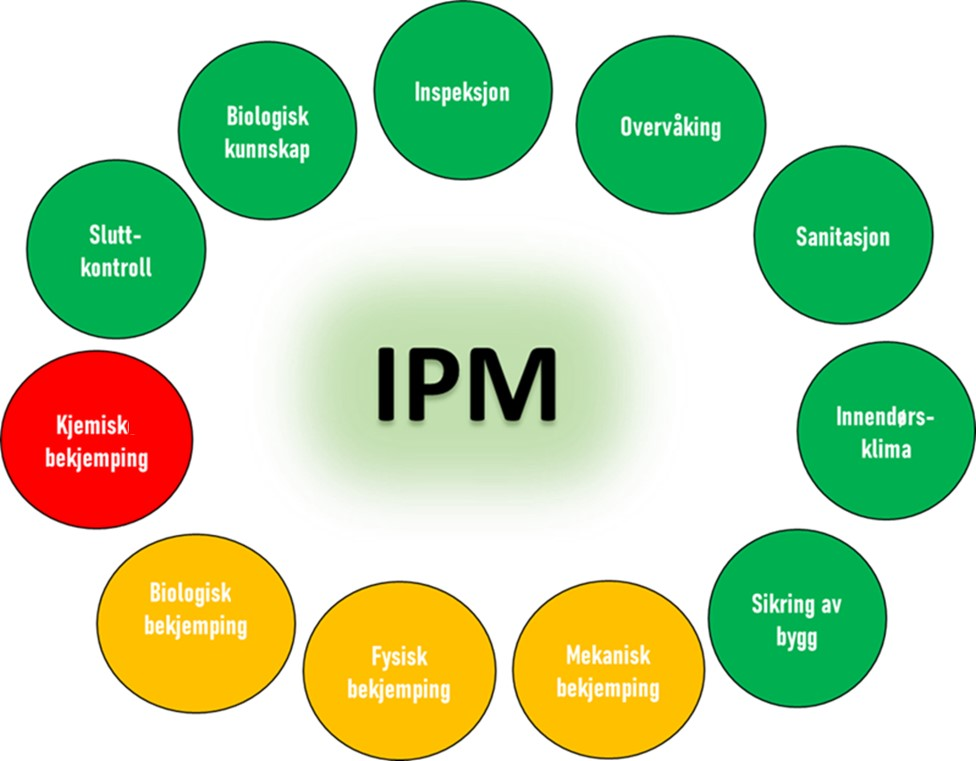 Inspeksjon
Overvåking
Sanitasjon
Innendørs-
klima
Sikring av
bygg
Mekanisk
bekjemping
Fysisk
bekjemping
Biologisk
bekjemping
Kjemisk
bekjemping
Slutt-
kontroll
Biologisk
kunnskap
IPM